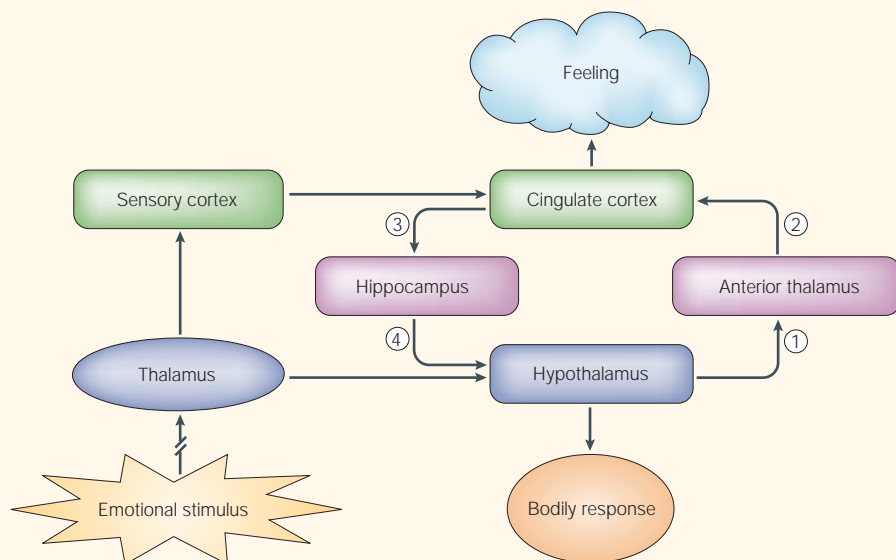 Feeling
Sensory cortex
Cingulate cortex
3
2
Hippocampus
Anterior thalamus
4
1
Thalamus
Hypothalamus
Emotional stimulus
Bodily response